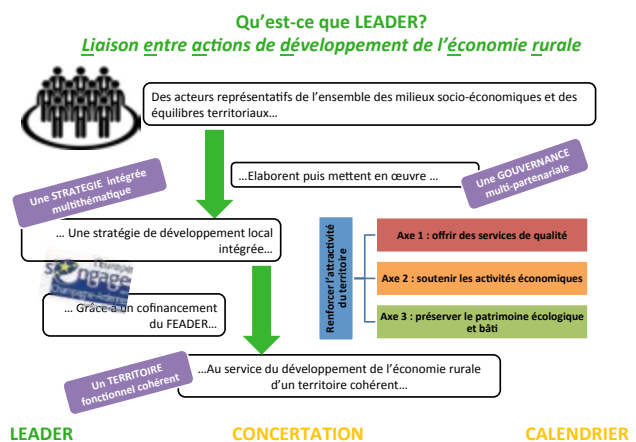 Qu'est-ce que LEADER?
Liaison entre actions de développement de l'économie rurale
Des acteurs représentatifs de l'ensemble des milieux socio-économiques et des
équilibres territoriaux…
…Elaborent puis mettent en œuvre …
Une GOUVERNANCE
multi-partenariale
Une STRATEGIE intégrée
multithématique
… Une stratégie de développement local
intégrée…
Renforcer l'attractivité
du territoire
Axe 1 : offrir des services de qualité
Axe 2 : soutenir les activités économiques
Axe 3 : préserver le patrimoine écologique
et bâti
l'europe
s'engage
Champagne-Ardenne
… Grâce à un cofinancement
du FEADER…
Un TERRITOIRE
fonctionnel cohérent
…Au service du développement de l'économie rurale
d'un territoire cohérent…
LEADER
CONCERTATION
CALENDRIER